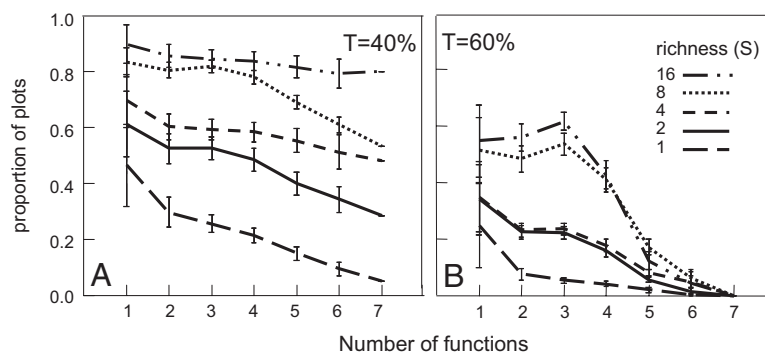 1.0
0.8
0.6
0.4
0.2
0.0
proportion of plots
T=40%
A
1 2 3 4 5 6 7
T=60%
B
1 2 3 4 5 6 7
richness (S)
16
8
4
2
1
Number of functions